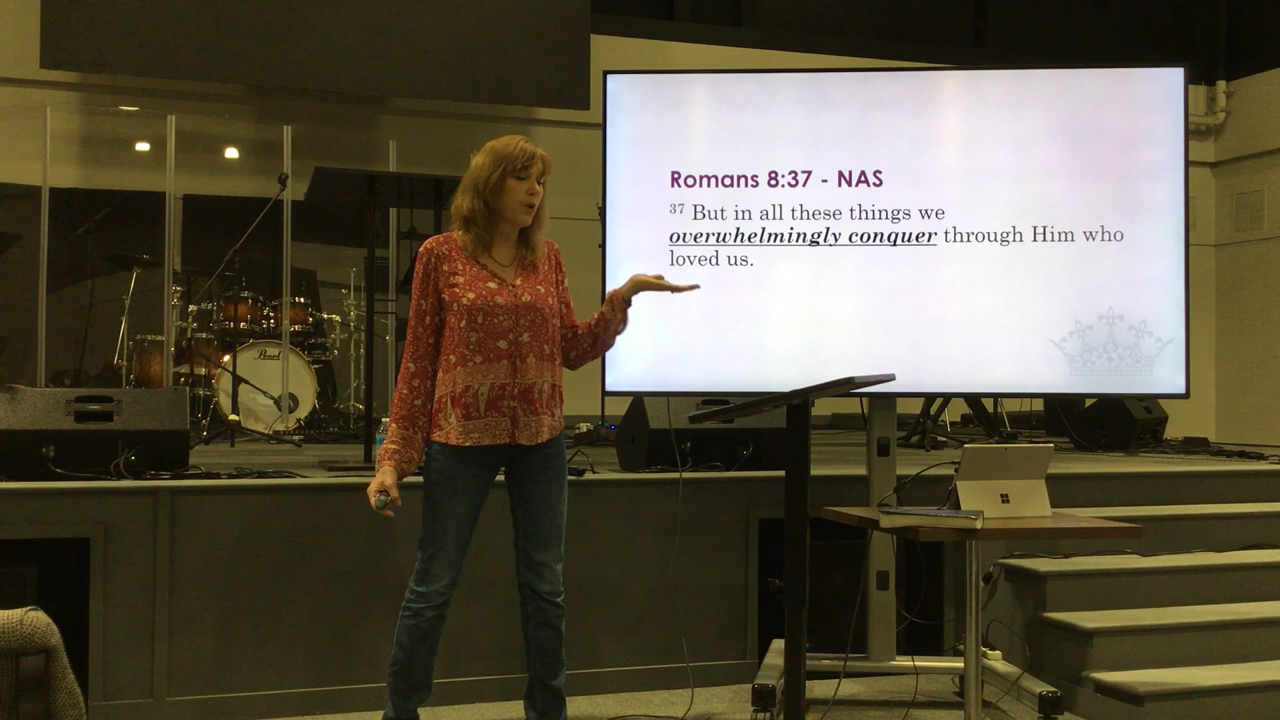 Romans 8:37 - NAS
37 But in all these things we
overwhelmingly conquer through Him who
loved us.
Pearl